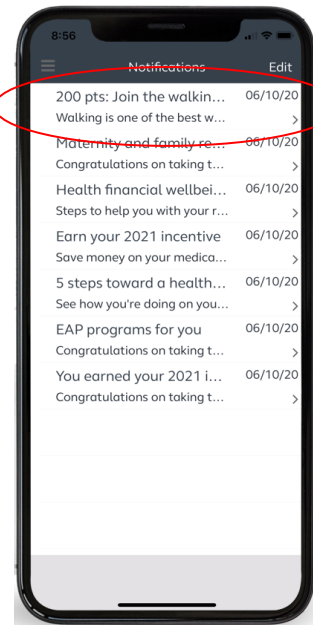 8:56
Notifications Edit
200 pts: Join the walkin... 06/10/20
Walking is one of the best w...
Maternity and family re... 06/10/20
Congratulations on taking t...
Health financial wellbei... 06/10/20
Steps to help you with your r...
Earn your 2021 incentive 06/10/20
Save money on your medica...
5 steps toward a health... 06/10/20
See how you're doing on you...
EAP programs for you 06/10/20
Congratulations on taking t...
You earned your 2021 i... 06/10/20
Congratulations on taking t...